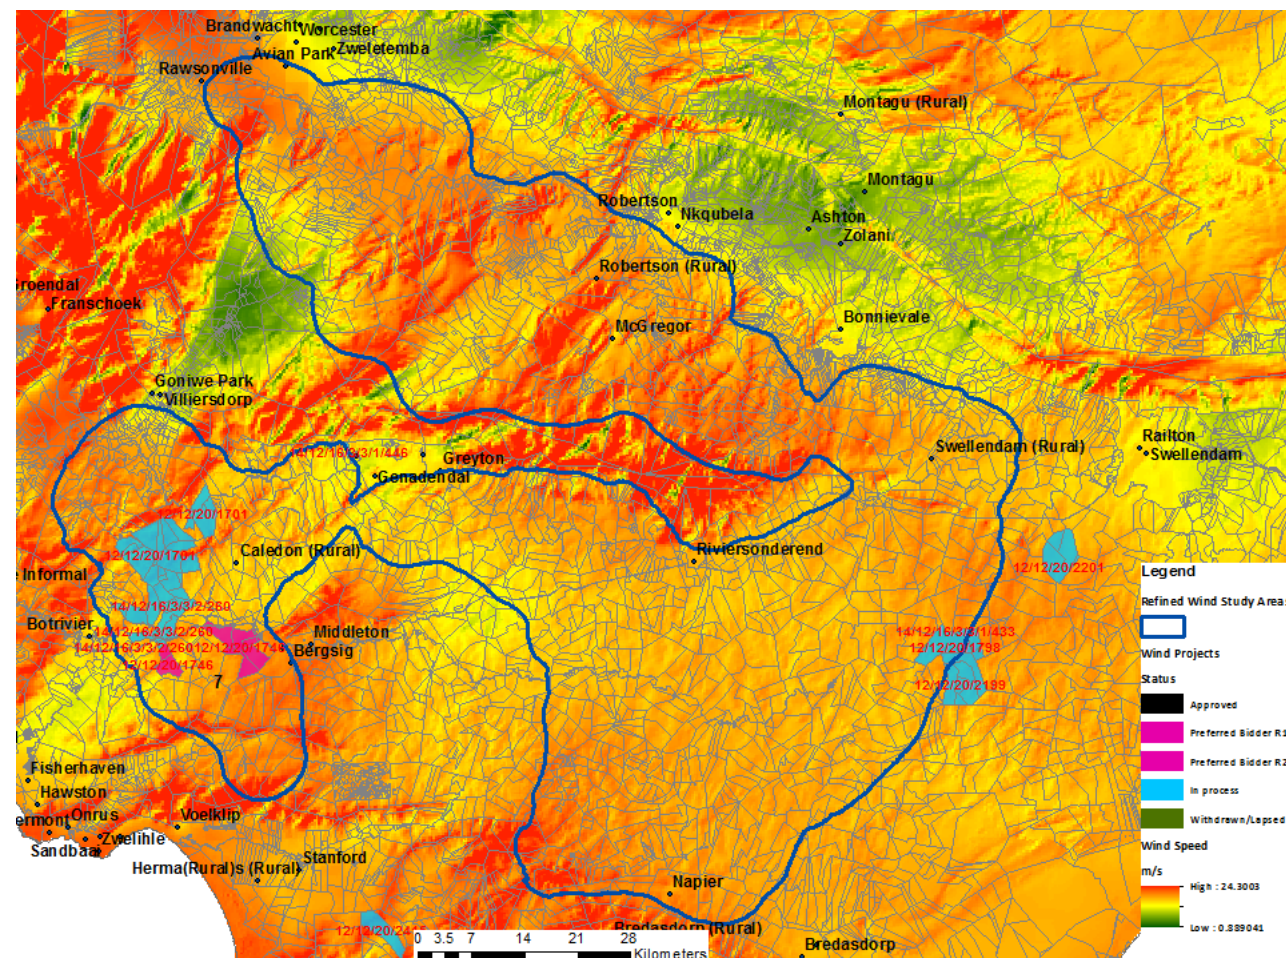 Brandwacht
Worcester
Avian Park
Zweletemba
Rawsonville
Montagu (Rural)
Montagu
Robertson
Nkqubela
Ashton
Zolani
Robertson (Rural)
Groendal
Franschoek
McGregor
Bonnievale
Goniwe Park
Villiersdorp
14/12/16/3/3/1/446
Greyton
Genadendal
Swellendam (Rural)
Railton
Swellendam
12/12/20/1701
12/12/20/1701
Caledon (Rural)
Riviersonderend
12/12/20/2201
e Informal
14/12/16/3/3/2/260
Botrivier
14/12/16/3/3/2/260
14/12/16/3/3/2/260
12/12/20/1746
12/12/20/1746
Middleton
Bergsig
7
14/12/16/3/3/1/433
12/12/20/1798
12/12/20/2199
Fisherhaven
Hawston
ermont
Onrus
Zwelihle
Sandbaai
Voelklip
Herma(Rural)s (Rural)
Stanford
Napier
Bredasdorp (Rural)
Bredasdorp
0 3.5 7 14 21 28
Kilometers
Legend
Refined Wind Study Areas
Wind Projects
Status
Approved
Preferred Bidder R1
Preferred Bidder R2
In process
Withdrawn/Lapsed
Wind Speed
m/s
High : 24.3003
Low : 0.889041